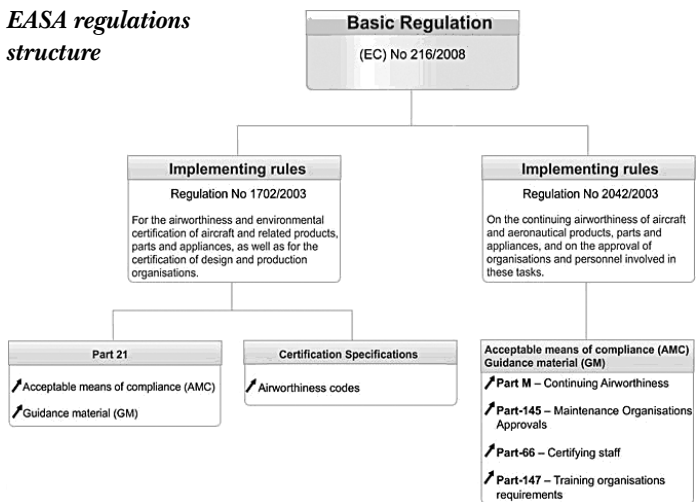 EASA regulations
structure
Basic Regulation
(EC) No 216/2008
Implementing rules
Regulation No 1702/2003
For the airworthiness and environmental
certification of aircraft and related products,
parts and appliances, as well as for the
certification of design and production
organisations.
Implementing rules
Regulation No 2042/2003
On the continuing airworthiness of aircraft
and aeronautical products, parts and
appliances, and on the approval of
organisations and personnel involved in
these tasks.
Part 21
Acceptable means of compliance (AMC)
Guidance material (GM)
Certification Specifications
Airworthiness codes
Acceptable means of compliance (AMC)
Guidance material (GM)
Part M – Continuing Airworthiness
Part-145 – Maintenance Organisations
Approvals
Part-66 – Certifying staff
Part-147 – Training organisations
requirements